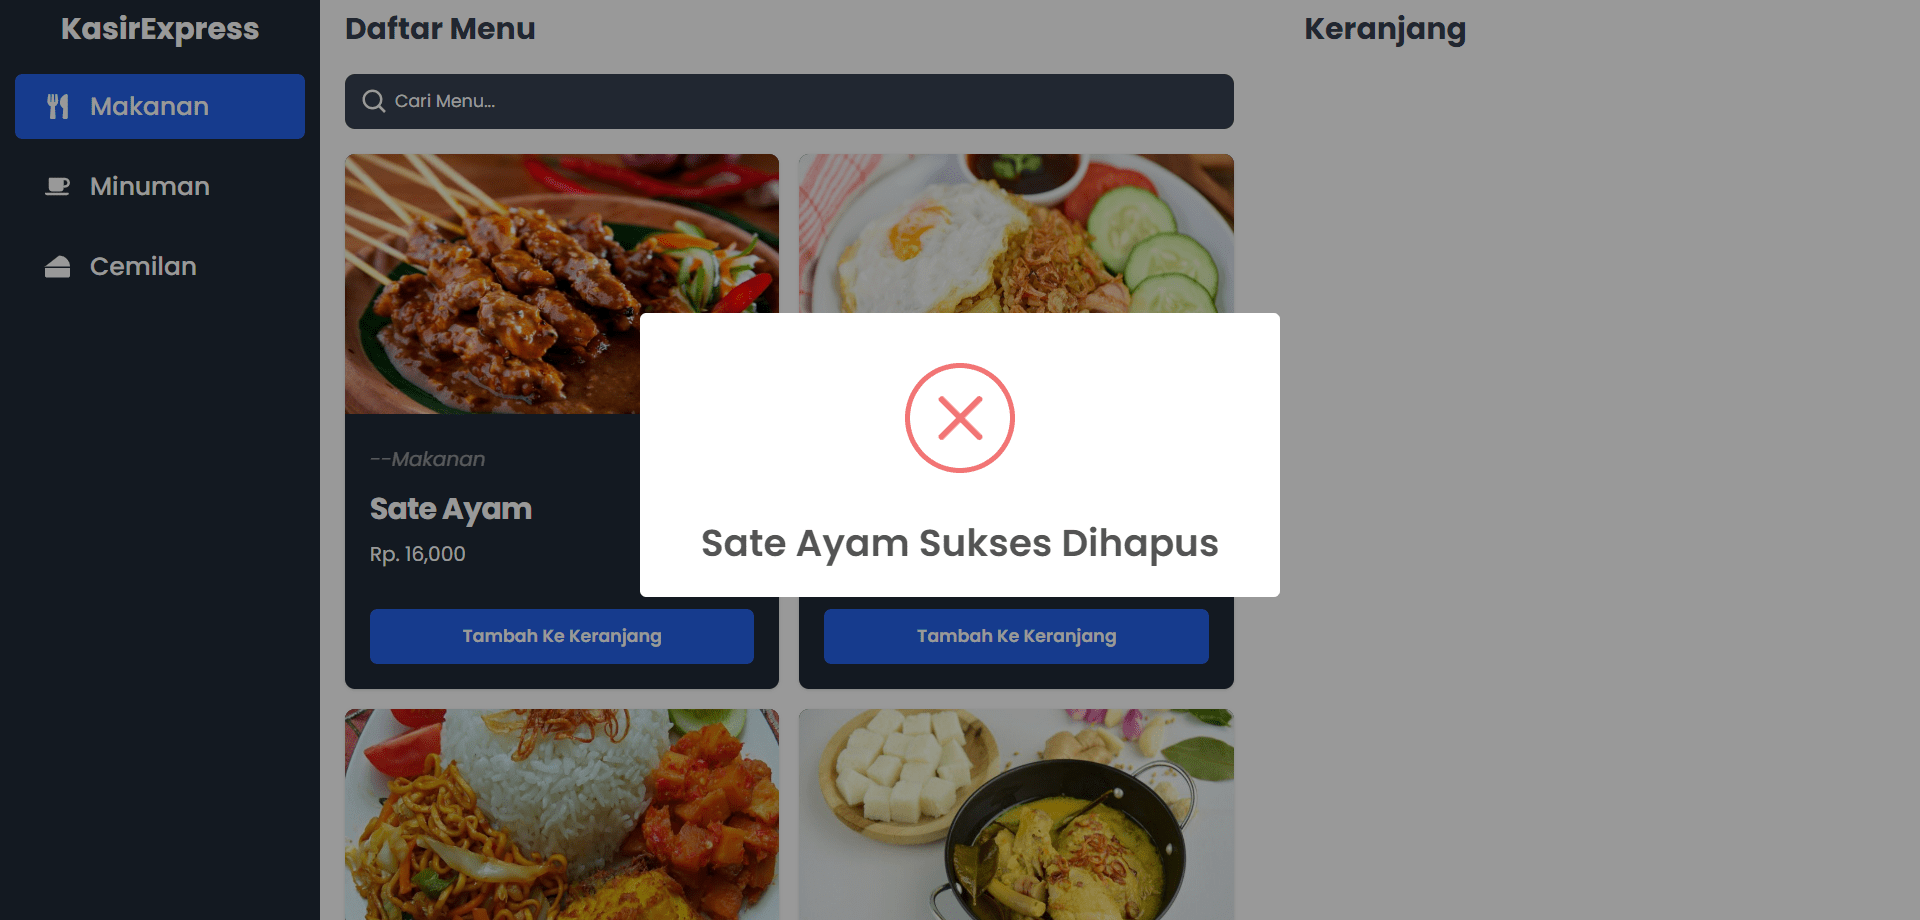 KasirExpress
Makanan
Minuman
Cemilan
Daftar Menu
Cari Menu...
--Makanan
Sate Ayam
Rp. 16,000
Tambah Ke Keranjang
Tambah Ke Keranjang
Keranjang
Sate Ayam Sukses Dihapus